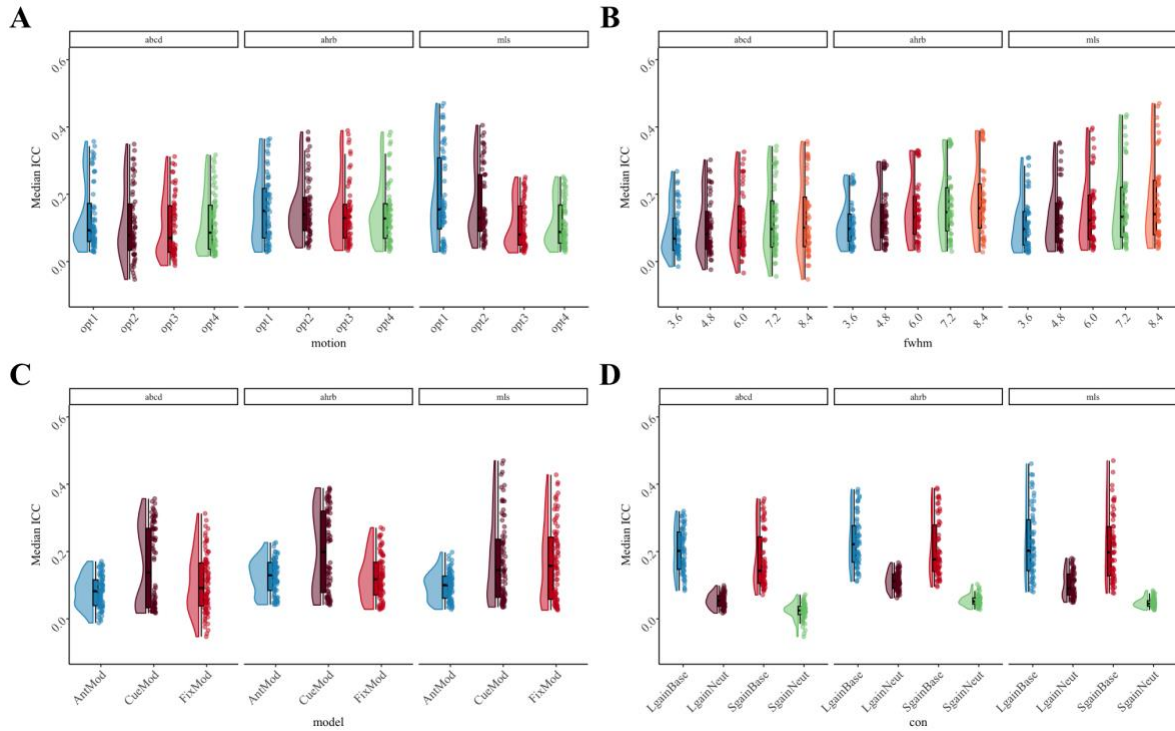 A
abcd ahrb mls
Median ICC
0.6
0.4
0.2
0.0
opt1 opt2 opt3 opt4 opt1 opt2 opt3 opt4 opt1 opt2 opt3 opt4
motion
B
abcd ahrb mls
Median ICC
0.6
0.4
0.2
0.0
3.6 4.8 6.0 7.2 8.4 3.6 4.8 6.0 7.2 8.4 3.6 4.8 6.0 7.2 8.4
fwhm
C
abcd ahrb mls
Median ICC
0.6
0.4
0.2
0.0
AntMod CueMod FixMod AntMod CueMod FixMod AntMod CueMod FixMod
model
D
abcd ahrb mls
Median ICC
0.6
0.4
0.2
0.0
LgainBase LgainNeut SgainBase SgainNeut LgainBase LgainNeut SgainBase SgainNeut LgainBase LgainNeut SgainBase SgainNeut
con